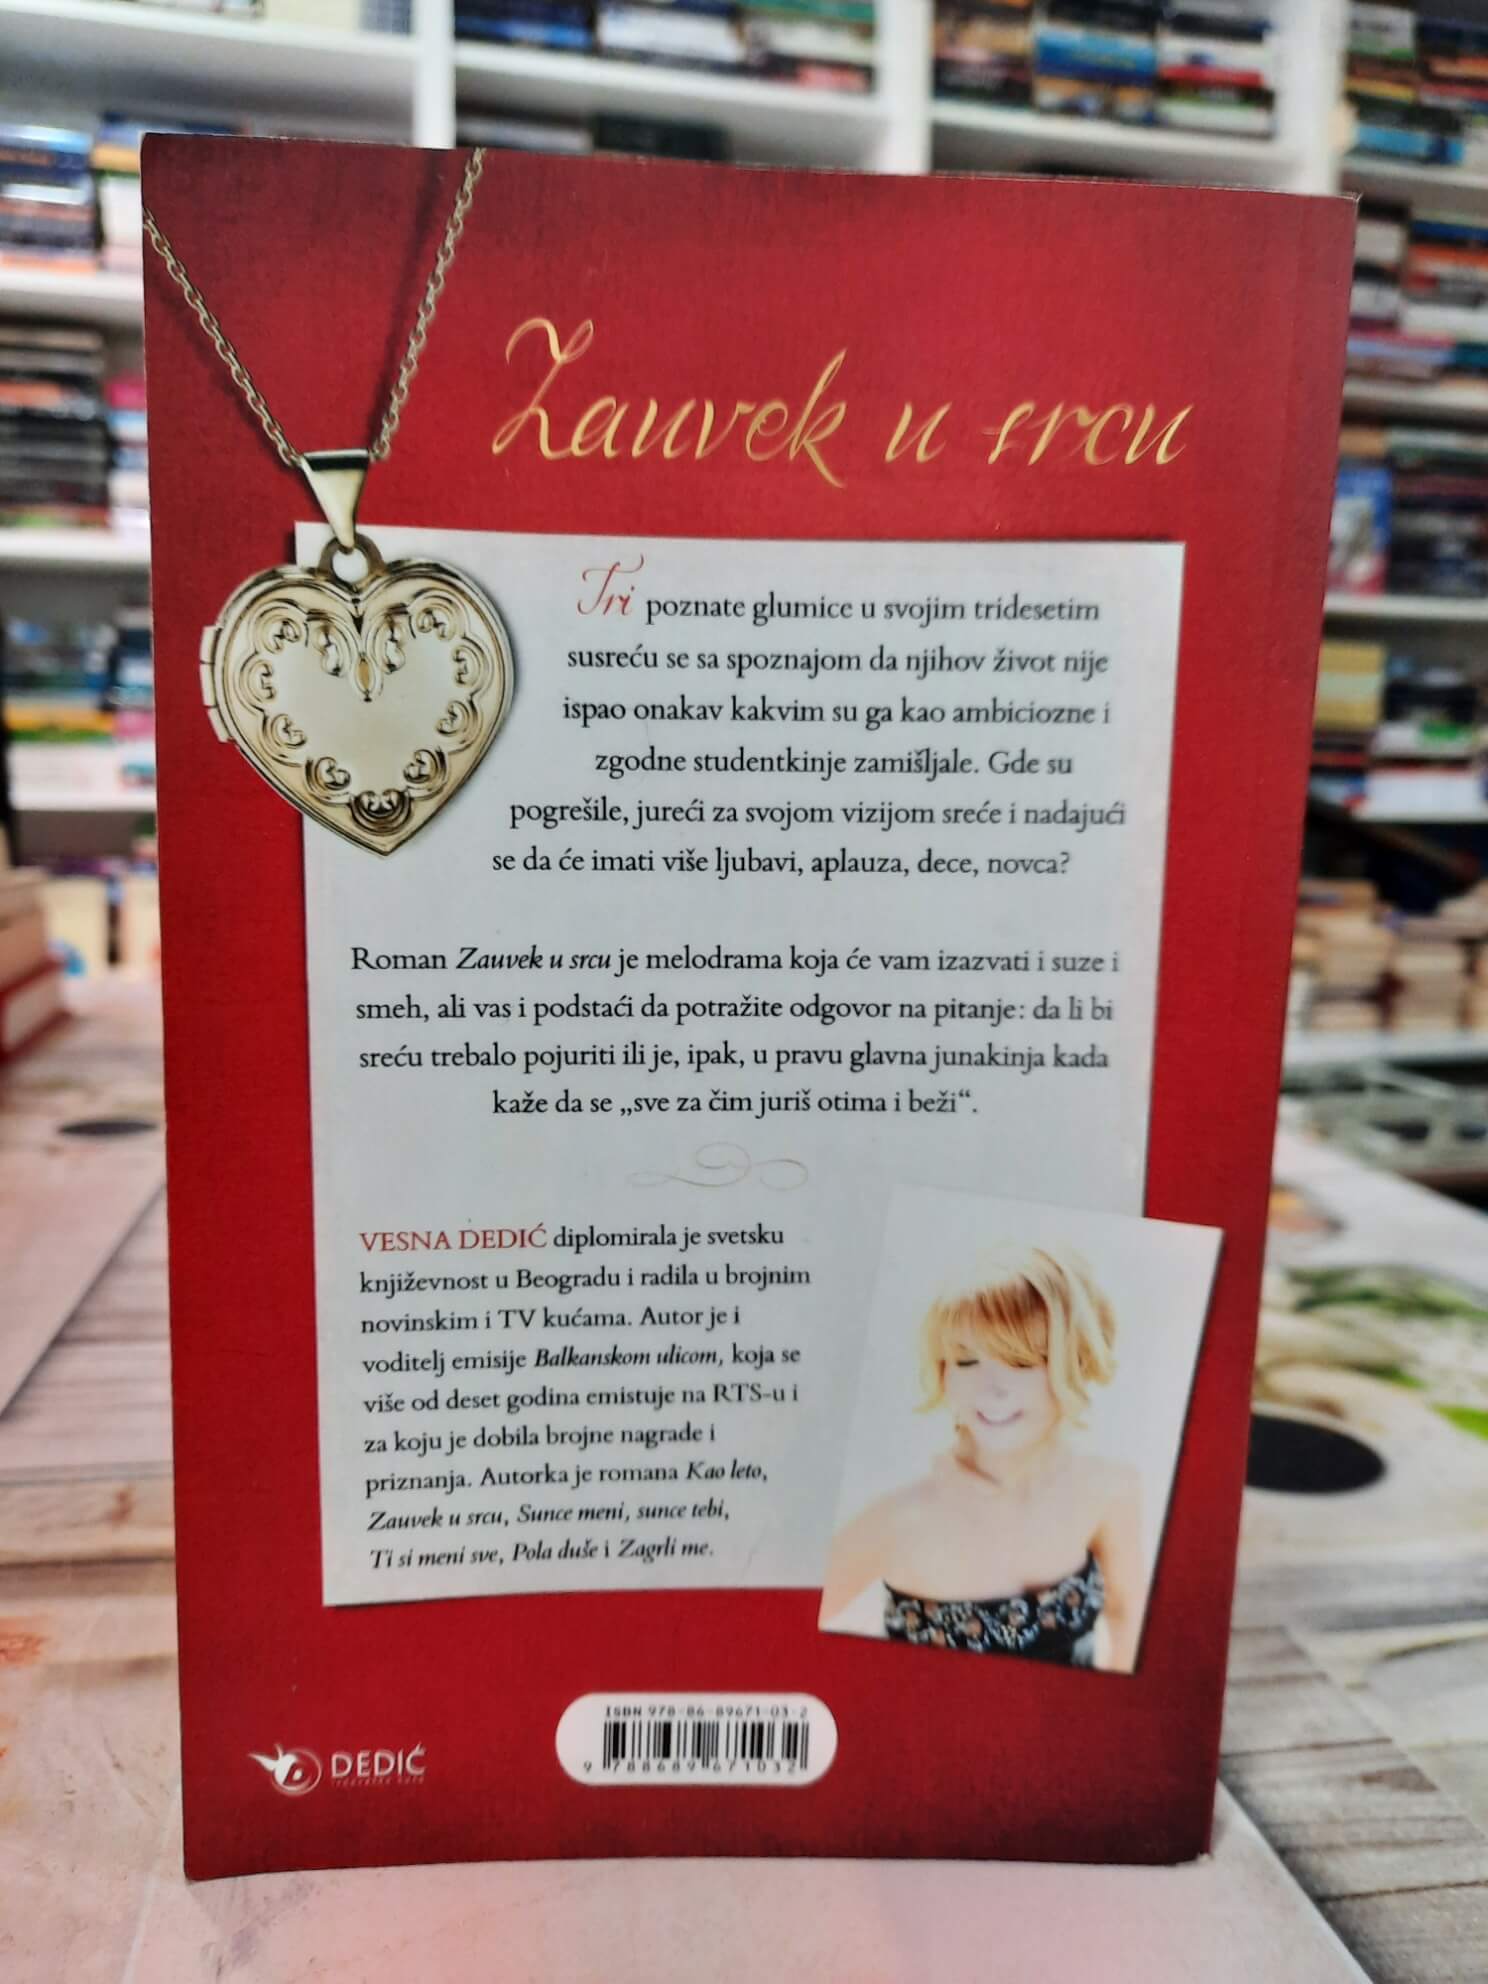 Zauvek u srcu
Tri poznate glumice u svojim tridesetim
susreću se sa spoznajom da njihov život nije
ispao onakav kakvim su ga kao ambiciozne i
zgodne studentkinje zamišljale. Gde su
pogrešile, jureći za svojom vizijom sreće i nadajući
se da će imati više ljubavi, aplauza, dece, novca?
Roman Zauvek u srcu je melodrama koja će vam izazvati i suze i
smeh, ali vas i podstaći da potražite odgovor na pitanje: da li bi
sreću trebalo pojuriti ili je, ipak, u pravu glavna junakinja kada
kaže da se „sve za čim juriš otima i beži“.
VESNA DEDIĆ diplomirala je svetsku
književnost u Beogradu i radila u brojnim
novinskim i TV kućama. Autor je i
voditelj emisije Balkanskom ulicom, koja se
više od deset godina emistuje na RTS-u i
za koju je dobila brojne nagrade i
priznanja. Autorka je romana Kao leto,
Zauvek u srcu, Sunce meni, sunce tebi,
Ti si meni sve, Pola duše i Zagrli me.
ISBN 978-86-89671-03-2
9 788689 671032
DEDIĆ
izdavačka kuća